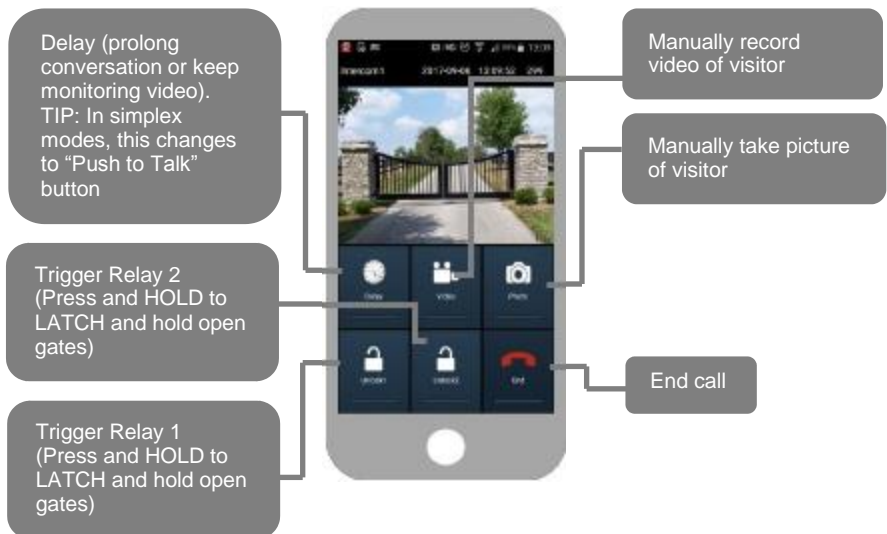 Delay (prolong
conversation or keep
monitoring video).
TIP: In simplex
modes, this changes
to “Push to Talk”
button
Manually record
video of visitor
Manually take picture
of visitor
Trigger Relay 2
(Press and HOLD to
LATCH and hold open
gates)
Trigger Relay 1
(Press and HOLD to
LATCH and hold open
gates)
End call
2017-09-06
Delay
Video
Photo
Unlock1
Unlock2
End